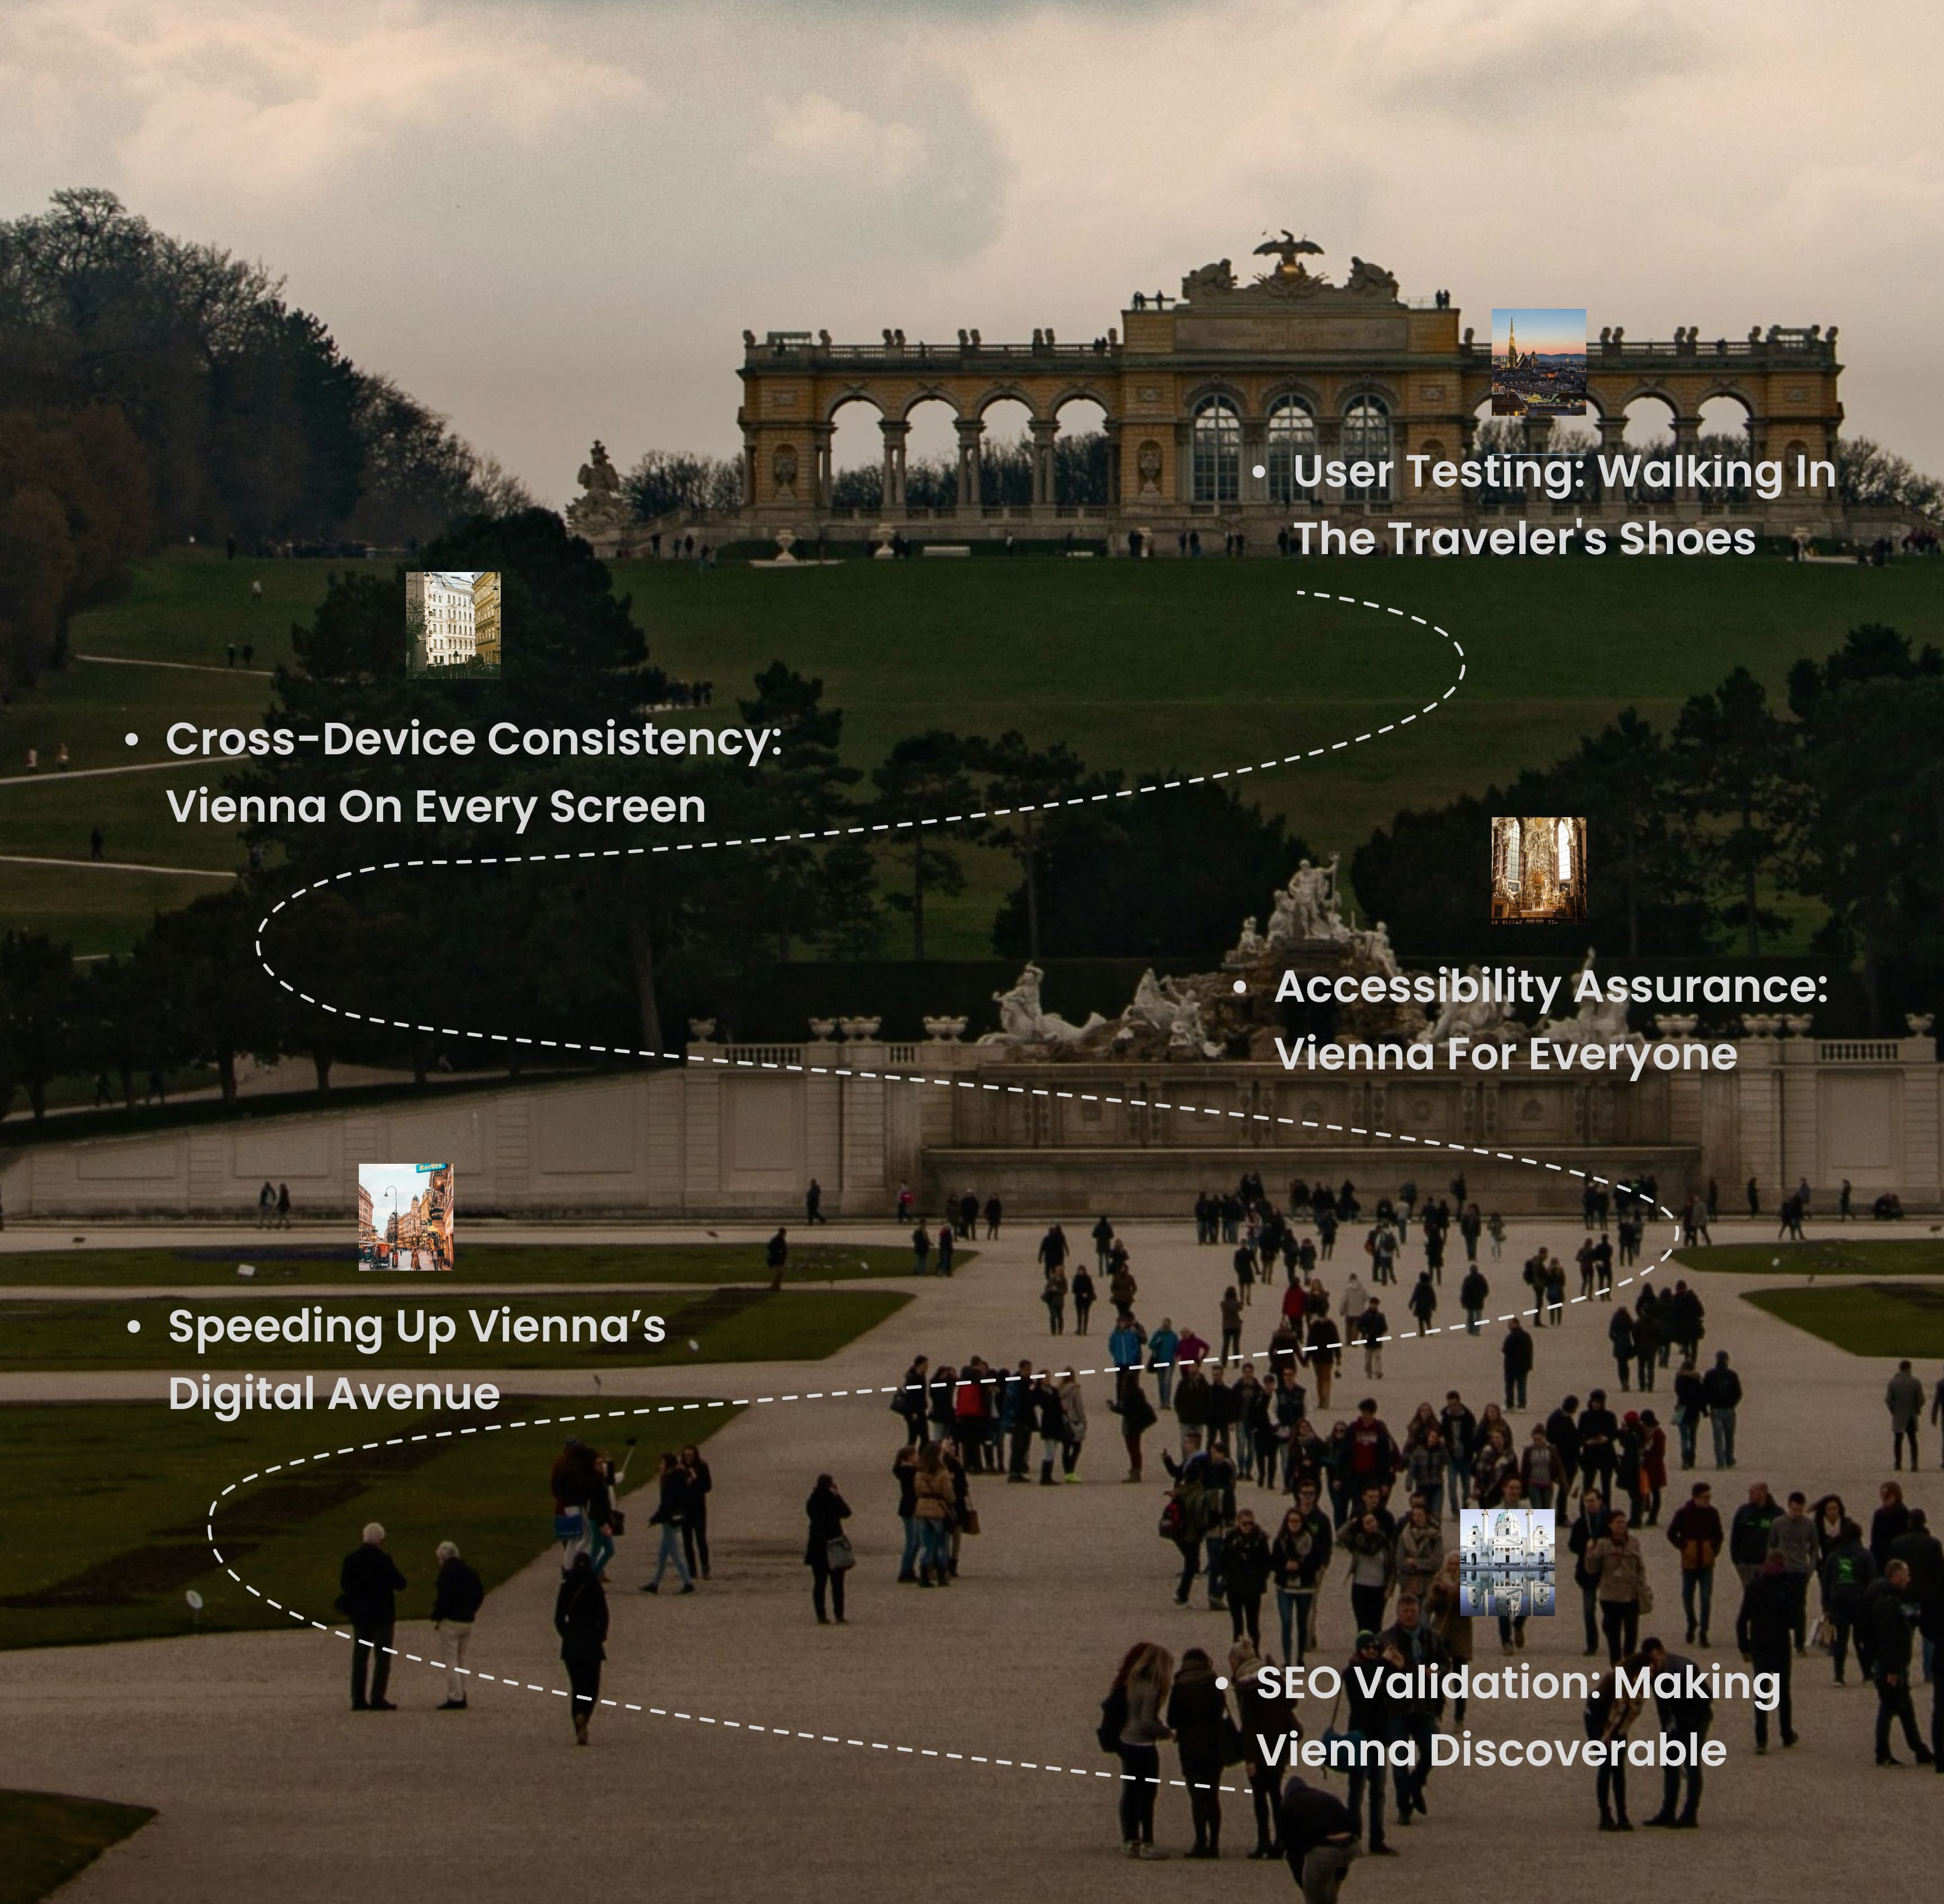 • User Testing: Walking In
The Traveler's Shoes
• Cross-Device Consistency:
Vienna On Every Screen
• Accessibility Assurance:
Vienna For Everyone
• Speeding Up Vienna’s
Digital Avenue
• SEO Validation: Making
Vienna Discoverable